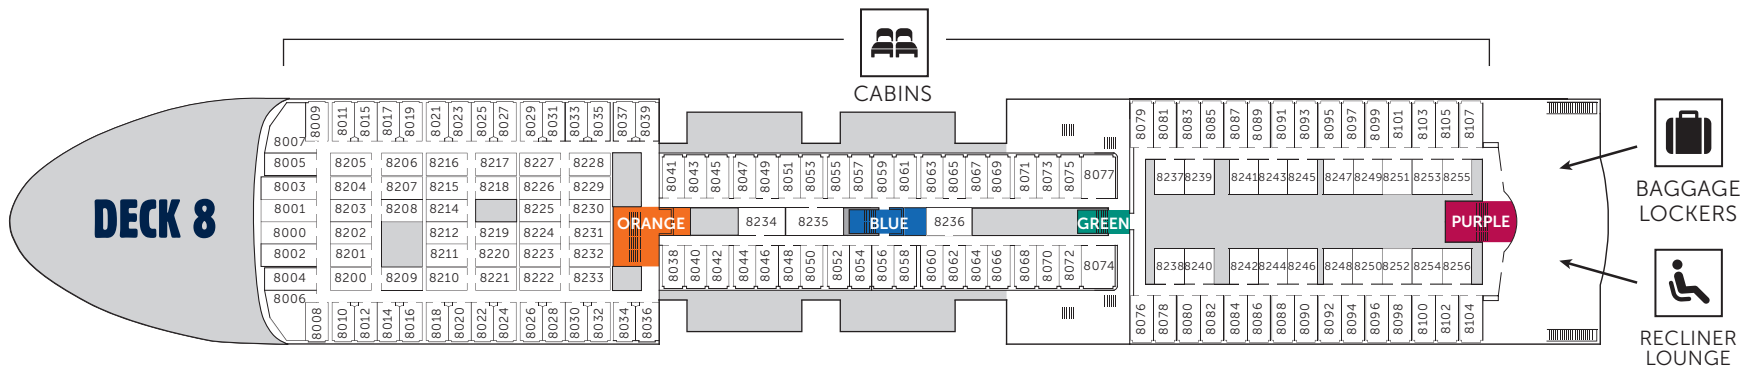 CABINS
DECK 8
8009 8011 8015 8017 8019 8021 8023 8025 8027 8029 8031 8033 8035 8037 8039
8007
8005 8205 8206 8216 8217 8227 8228
8003 8204 8207 8215 8218 8226 8229
8001 8203 8208 8214 8225 8230
8000 8202 8212 8219 8224 8231
8002 8201 8211 8220 8223 8232
8004 8200 8209 8210 8221 8222 8233
8006
8008 8010 8012 8014 8016 8018 8020 8022 8024 8026 8028 8030 8032 8034 8036
ORANGE
8041 8043 8045 8047 8049 8051 8053 8055 8057 8059 8061 8063 8065 8067 8069 8071 8073 8075 8077
8234 8235 BLUE 8236 GREEN
8038 8040 8042 8044 8046 8048 8050 8052 8054 8056 8058 8060 8062 8064 8066 8068 8070 8072 8074
8079 8081 8083 8085 8087 8089 8091 8093 8095 8097 8099 8101 8103 8105 8107
8237 8239 8241 8243 8245 8247 8249 8251 8253 8255
PURPLE
8238 8240 8242 8244 8246 8248 8250 8252 8254 8256
8076 8078 8080 8082 8084 8086 8088 8090 8092 8094 8096 8098 8100 8102 8104
BAGGAGE
LOCKERS
RECLINER
LOUNGE